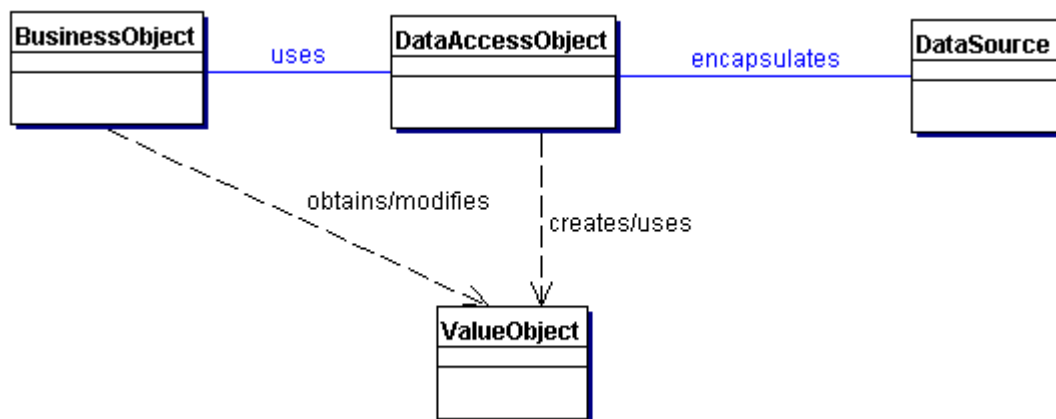 BusinessObject
uses
DataAccessObject
encapsulates
DataSource
obtains/modifies
creates/uses
ValueObject